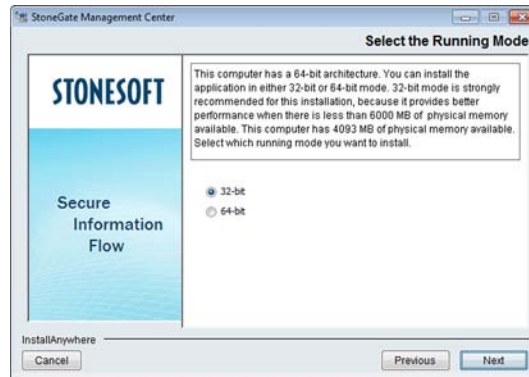 StoneGate Management Center
Select the Running Mode
STONESOFT
Secure
Information
Flow
This computer has a 64-bit architecture. You can install the
application in either 32-bit or 64-bit mode. 32-bit mode is strongly
recommended for this installation, because it provides better
performance when there is less than 6000 MB of physical memory
available. This computer has 4093 MB of physical memory available.
Select which running mode you want to install.
32-bit
64-bit
InstallAnywhere
Cancel
Previous
Next